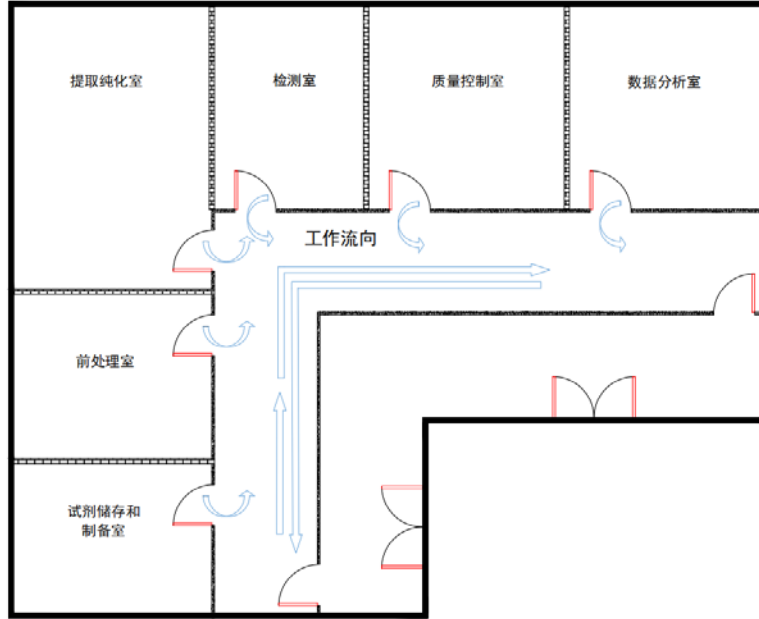 提取纯化室
检测室
质量控制室
数据分析室
工作流向
前处理室
试剂储存和
制备室